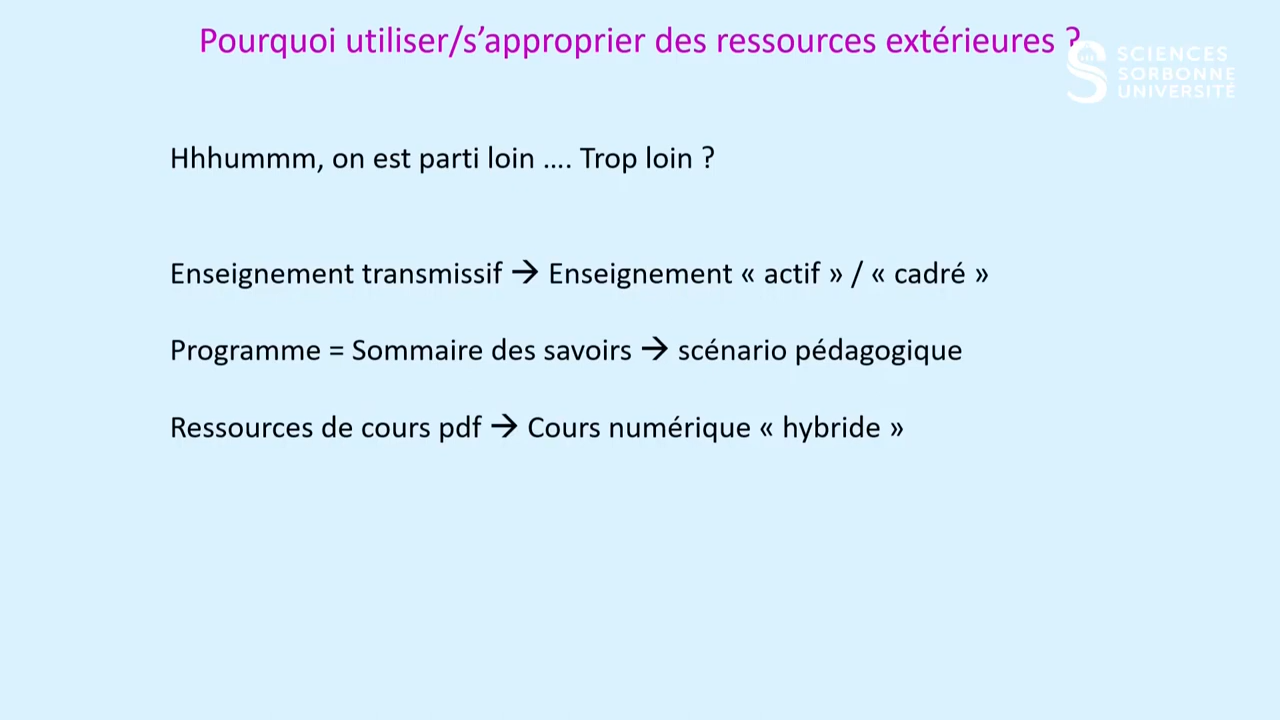 Pourquoi utiliser/s’approprier des ressources extérieures ?
SCIENCES
SORBONNE
UNIVERSITÉ
Hhhummm, on est parti loin .... Trop loin ?
Enseignement transmissif → Enseignement « actif » / « cadré »
Programme = Sommaire des savoirs → scénario pédagogique
Ressources de cours pdf → Cours numérique « hybride »